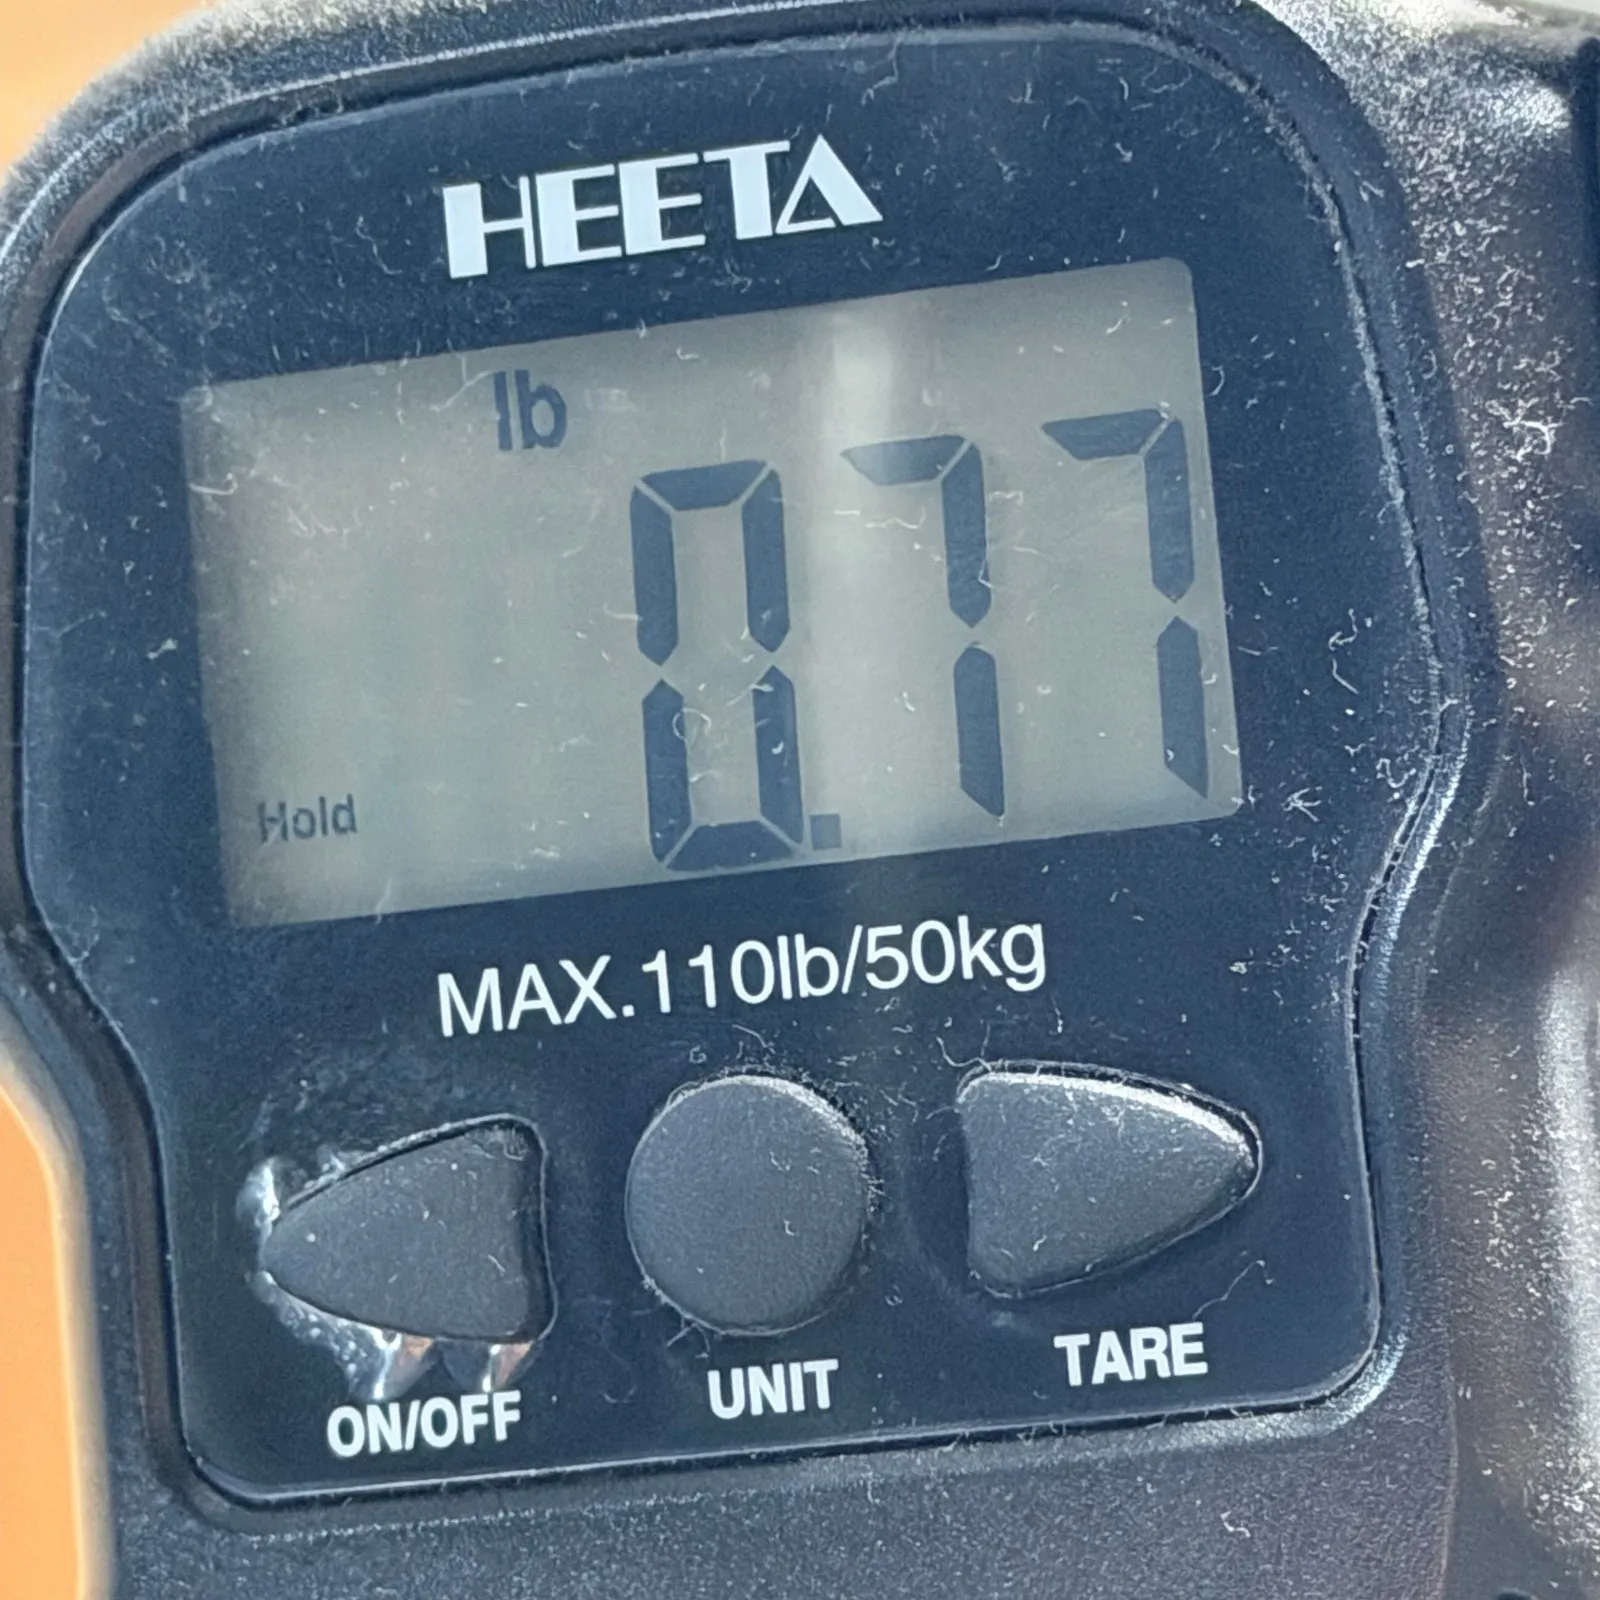 HEETA
lb
0.77
Hold
MAX.110lb/50kg
ON/OFF
UNIT
TARE